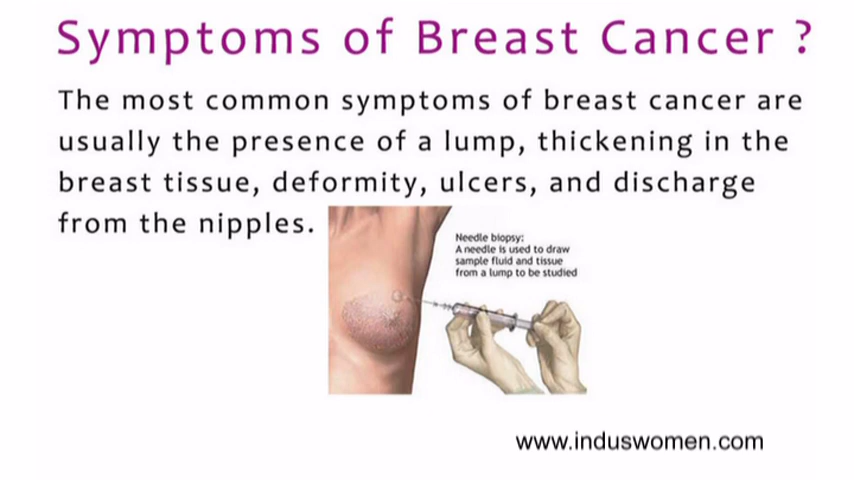 Symptoms of Breast Cancer ?
The most common symptoms of breast cancer are
usually the presence of a lump, thickening in the
breast tissue, deformity, ulcers, and discharge
from the nipples.
Needle biopsy:
A needle is used to draw
sample fluid and tissue
from a lump to be studied
www.induswomen.com